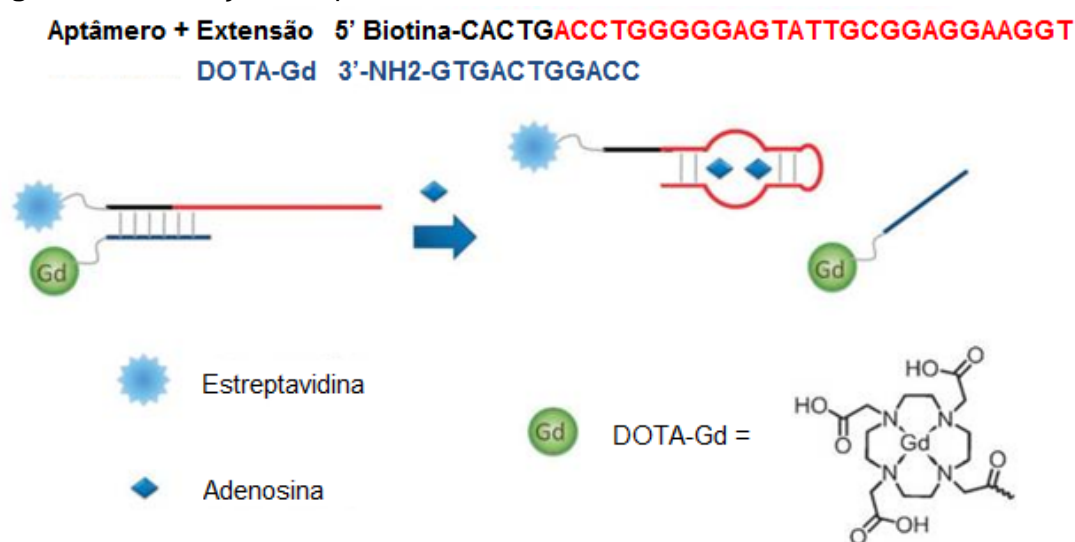 Aptâmero + Extensão 5' Biotina-CACTGACCTGGGGGAGTATTGCGGAGGAAGGT
DOTA-Gd 3'-NH2-GTGACTGGACC
Gd
Gd
Estreptavidina
Gd DOTA-Gd =
Adenosina
HO
O
HO
O
N
N
Gd
N
N
O
O
OH